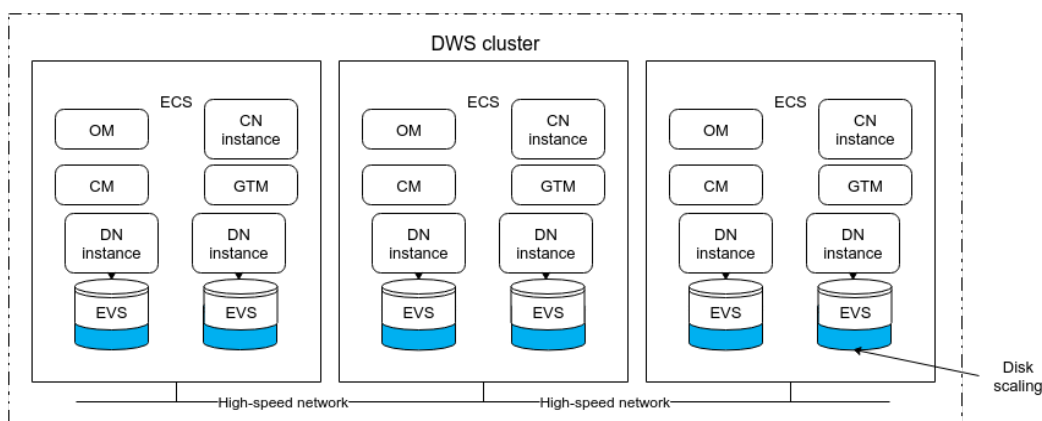 DWS cluster
ECS
OM
CN
instance
CM
GTM
DN
instance
DN
instance
EVS
EVS
ECS
OM
CN
instance
CM
GTM
DN
instance
DN
instance
EVS
EVS
ECS
OM
CN
instance
CM
GTM
DN
instance
DN
instance
EVS
EVS
Disk
scaling
High-speed network
High-speed network